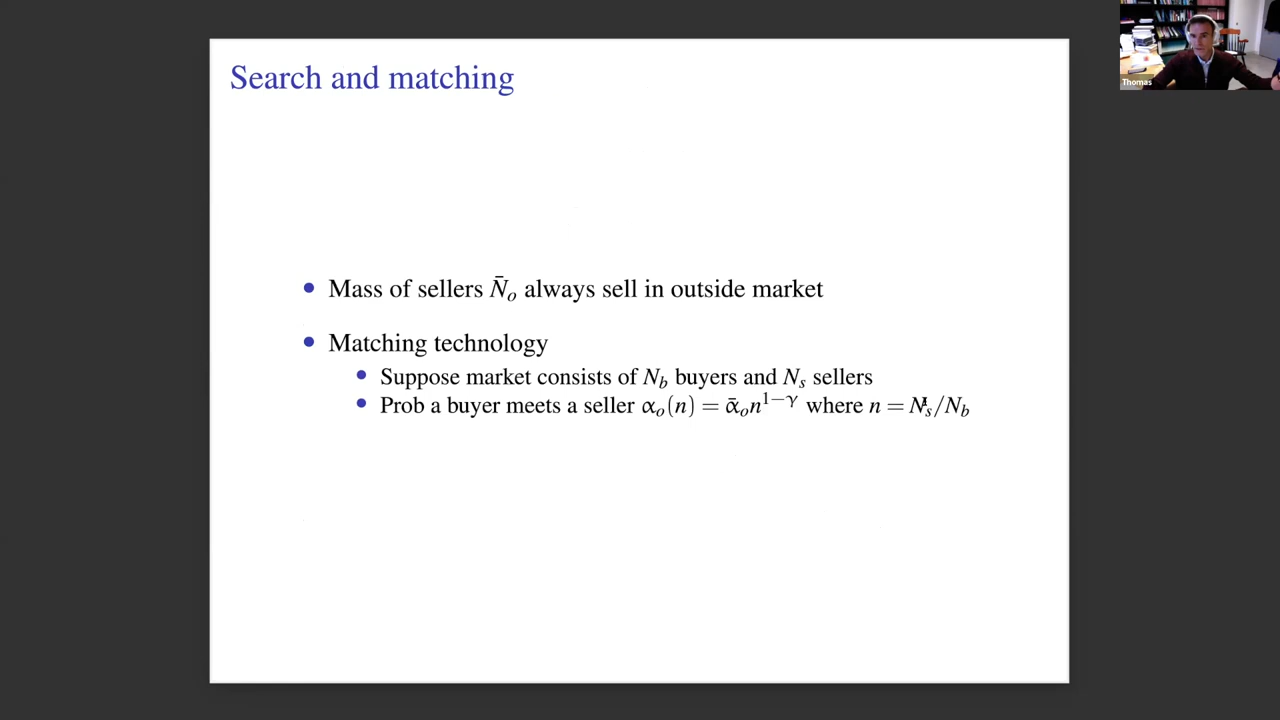 Search and matching
Thomas
Mass of sellers N̄ₒ always sell in outside market
Matching technology
Suppose market consists of N_b buyers and N_s sellers
Prob a buyer meets a seller αₒ(n) = ᾱₒn^{1−γ} where n = N_s/N_b